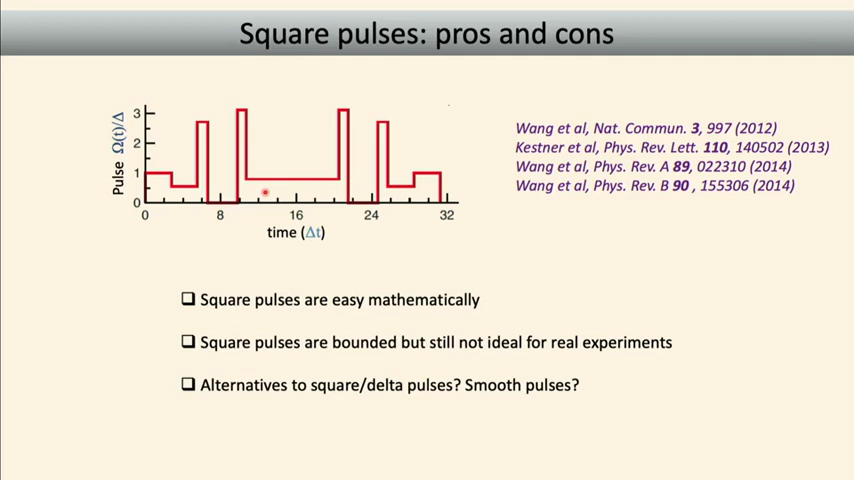 Square pulses: pros and cons
Pulse Ω(t)/Δ
3
2
1
0
0 8 16 24 32
time (Δt)
Wang et al, Nat. Commun. 3, 997 (2012)
Kestner et al, Phys. Rev. Lett. 110, 140502 (2013)
Wang et al, Phys. Rev. A 89, 022310 (2014)
Wang et al, Phys. Rev. B 90 , 155306 (2014)
❑ Square pulses are easy mathematically
❑ Square pulses are bounded but still not ideal for real experiments
❑ Alternatives to square/delta pulses? Smooth pulses?